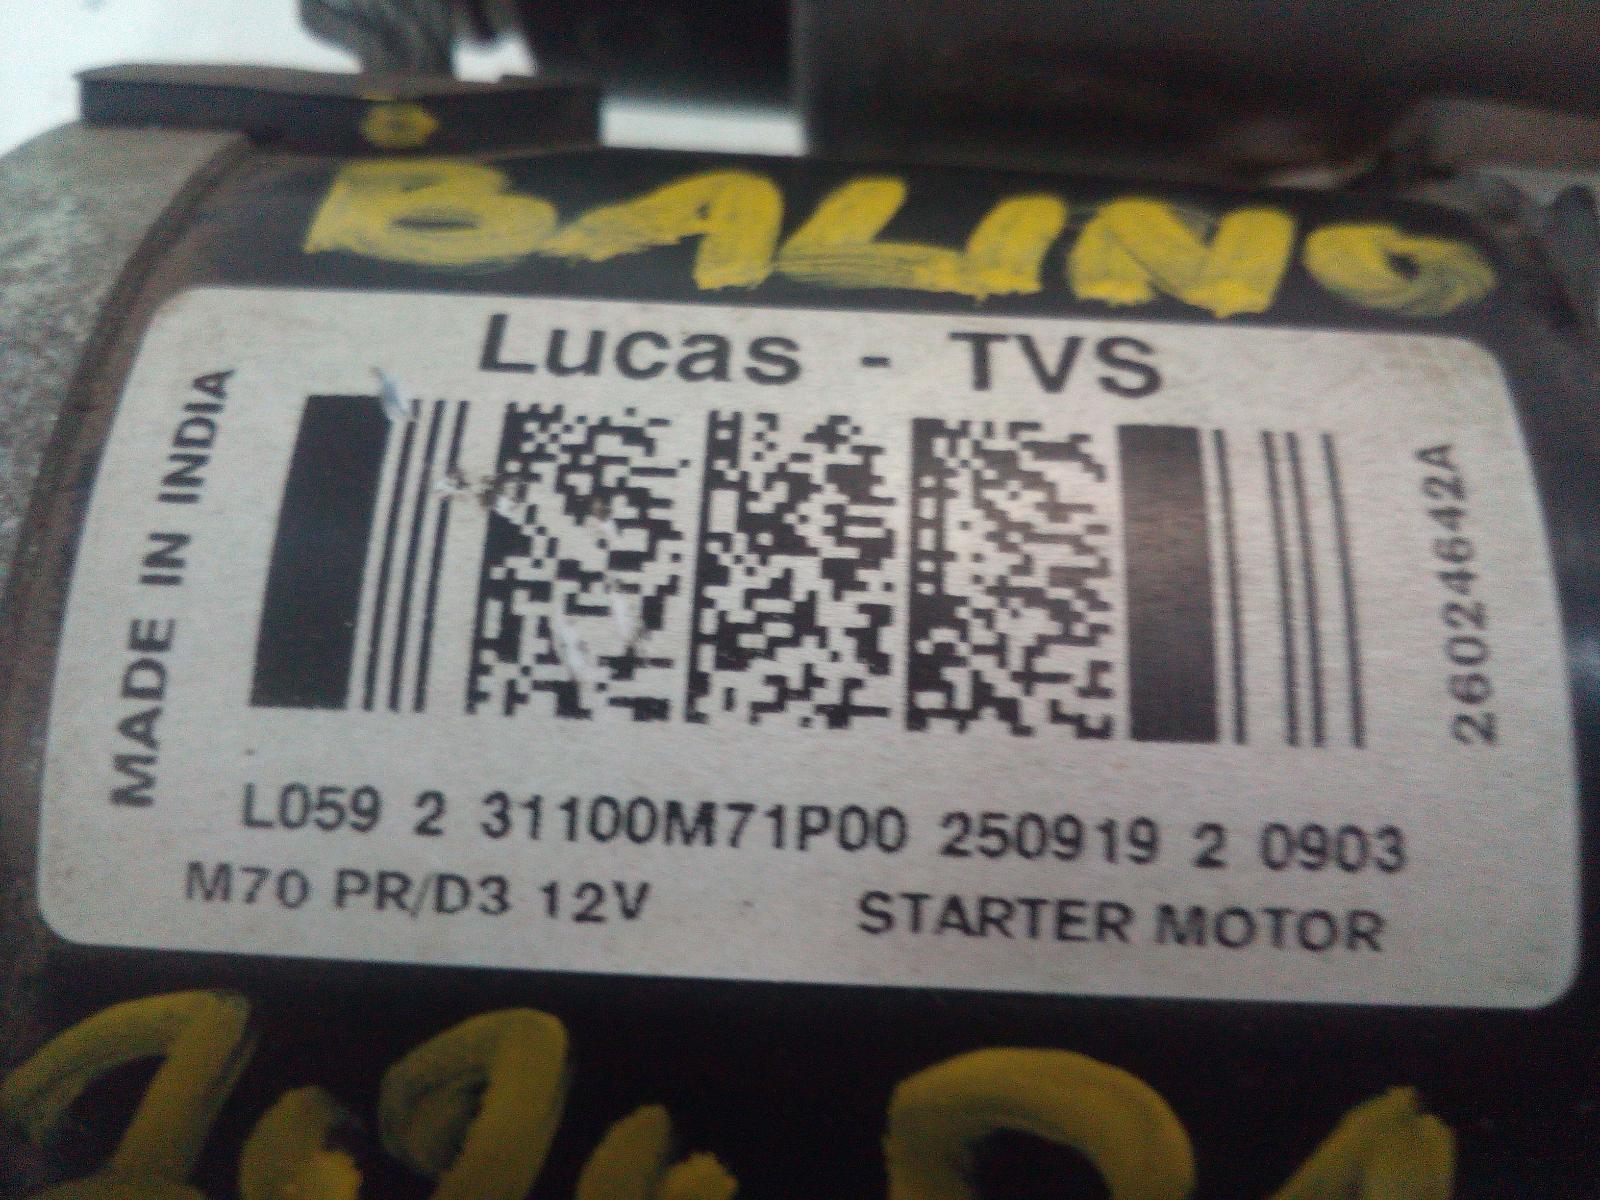 BALINO
Lucas - TVS
MADE IN INDIA
26024642A
L059 2 31100M71P00 250919 2 0903
M70 PR/D3 12V
STARTER MOTOR